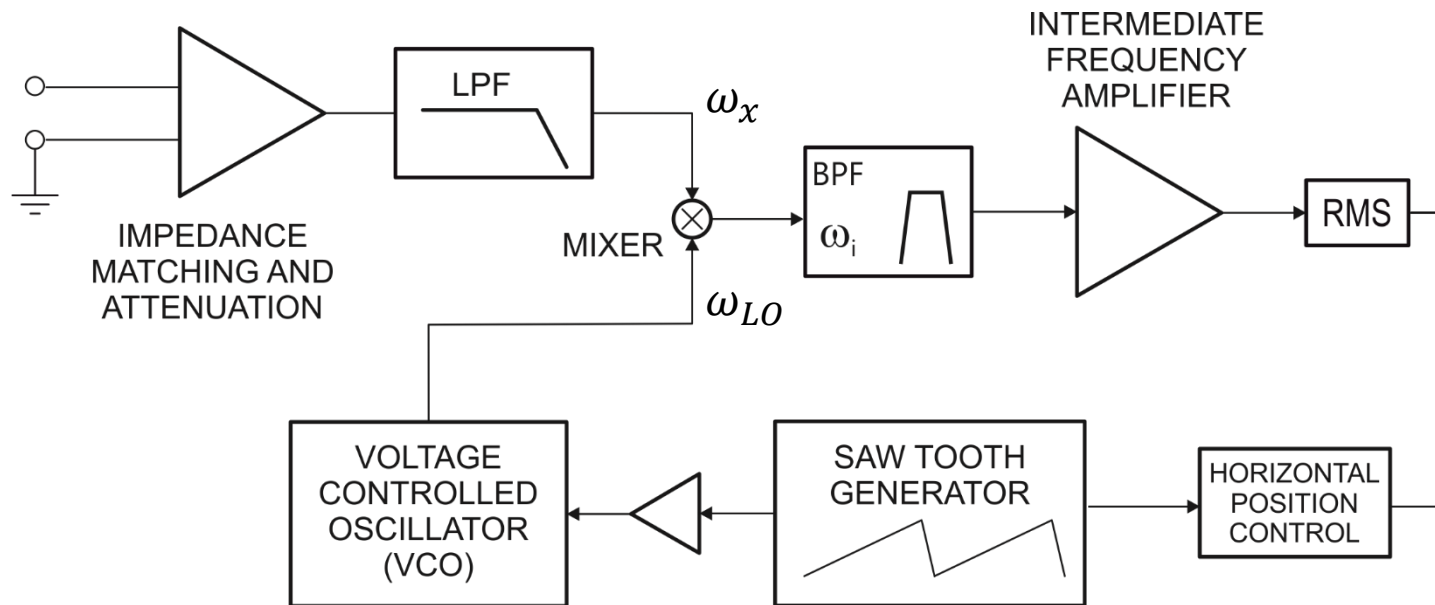 INTERMEDIATE
FREQUENCY
AMPLIFIER
LPF
ω_x
BPF
ω_i
RMS
IMPEDANCE
MATCHING AND
ATTENUATION
MIXER
ω_LO
VOLTAGE
CONTROLLED
OSCILLATOR
(VCO)
SAW TOOTH
GENERATOR
HORIZONTAL
POSITION
CONTROL